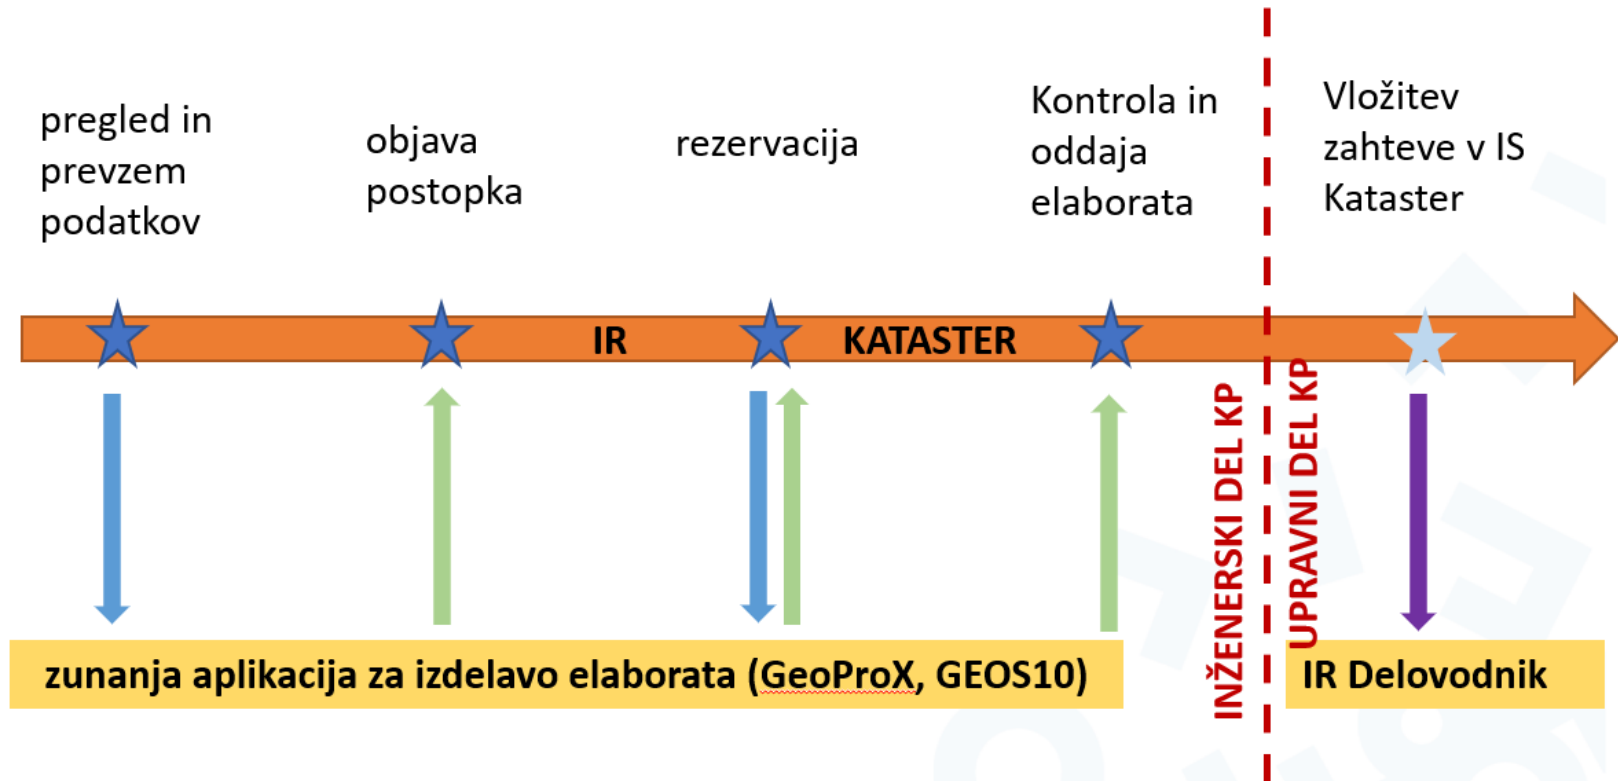 pregled in
prevzem
podatkov
objava
postopka
rezervacija
Kontrola in
oddaja
elaborata
Vložitev
zahteve v IS
Kataster
IR
KATASTER
INŽENERSKI DEL KP
UPRAVNI DEL KP
zunanja aplikacija za izdelavo elaborata (GeoProX, GEOS10)
IR Delovodnik